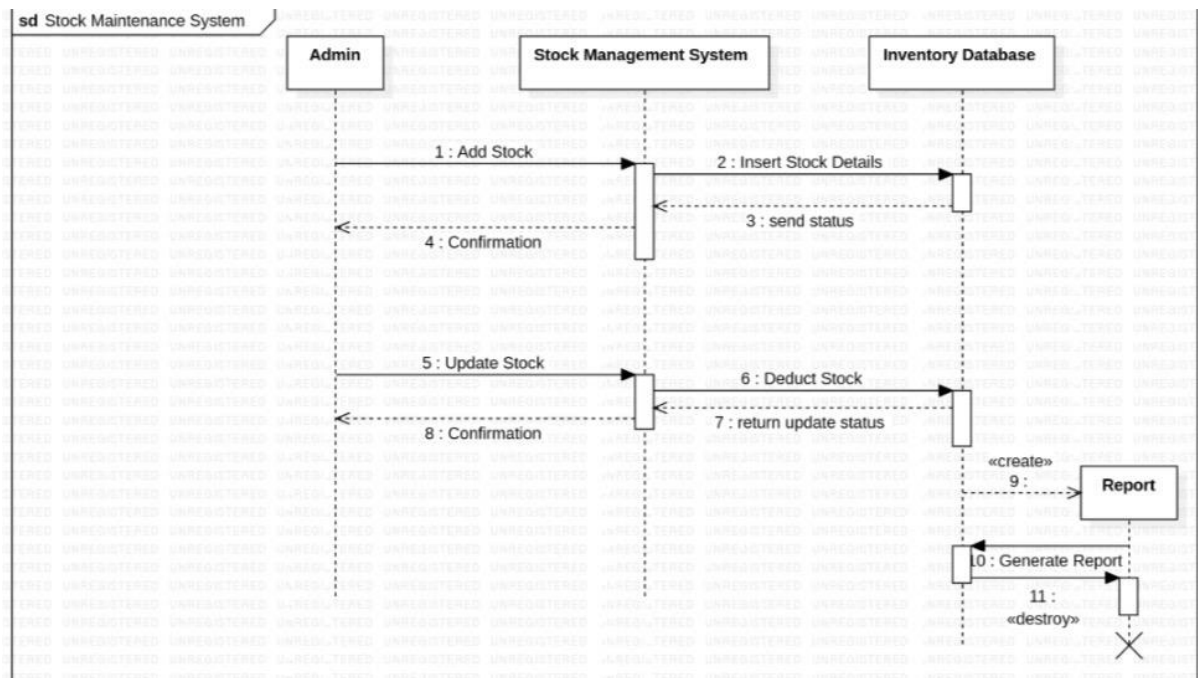 sd Stock Maintenance System
Admin
Stock Management System
Inventory Database
1 : Add Stock
2 : Insert Stock Details
3 : send status
4 : Confirmation
5 : Update Stock
6 : Deduct Stock
7 : return update status
8 : Confirmation
«create»
9 :
Report
10 : Generate Report
11 :
«destroy»